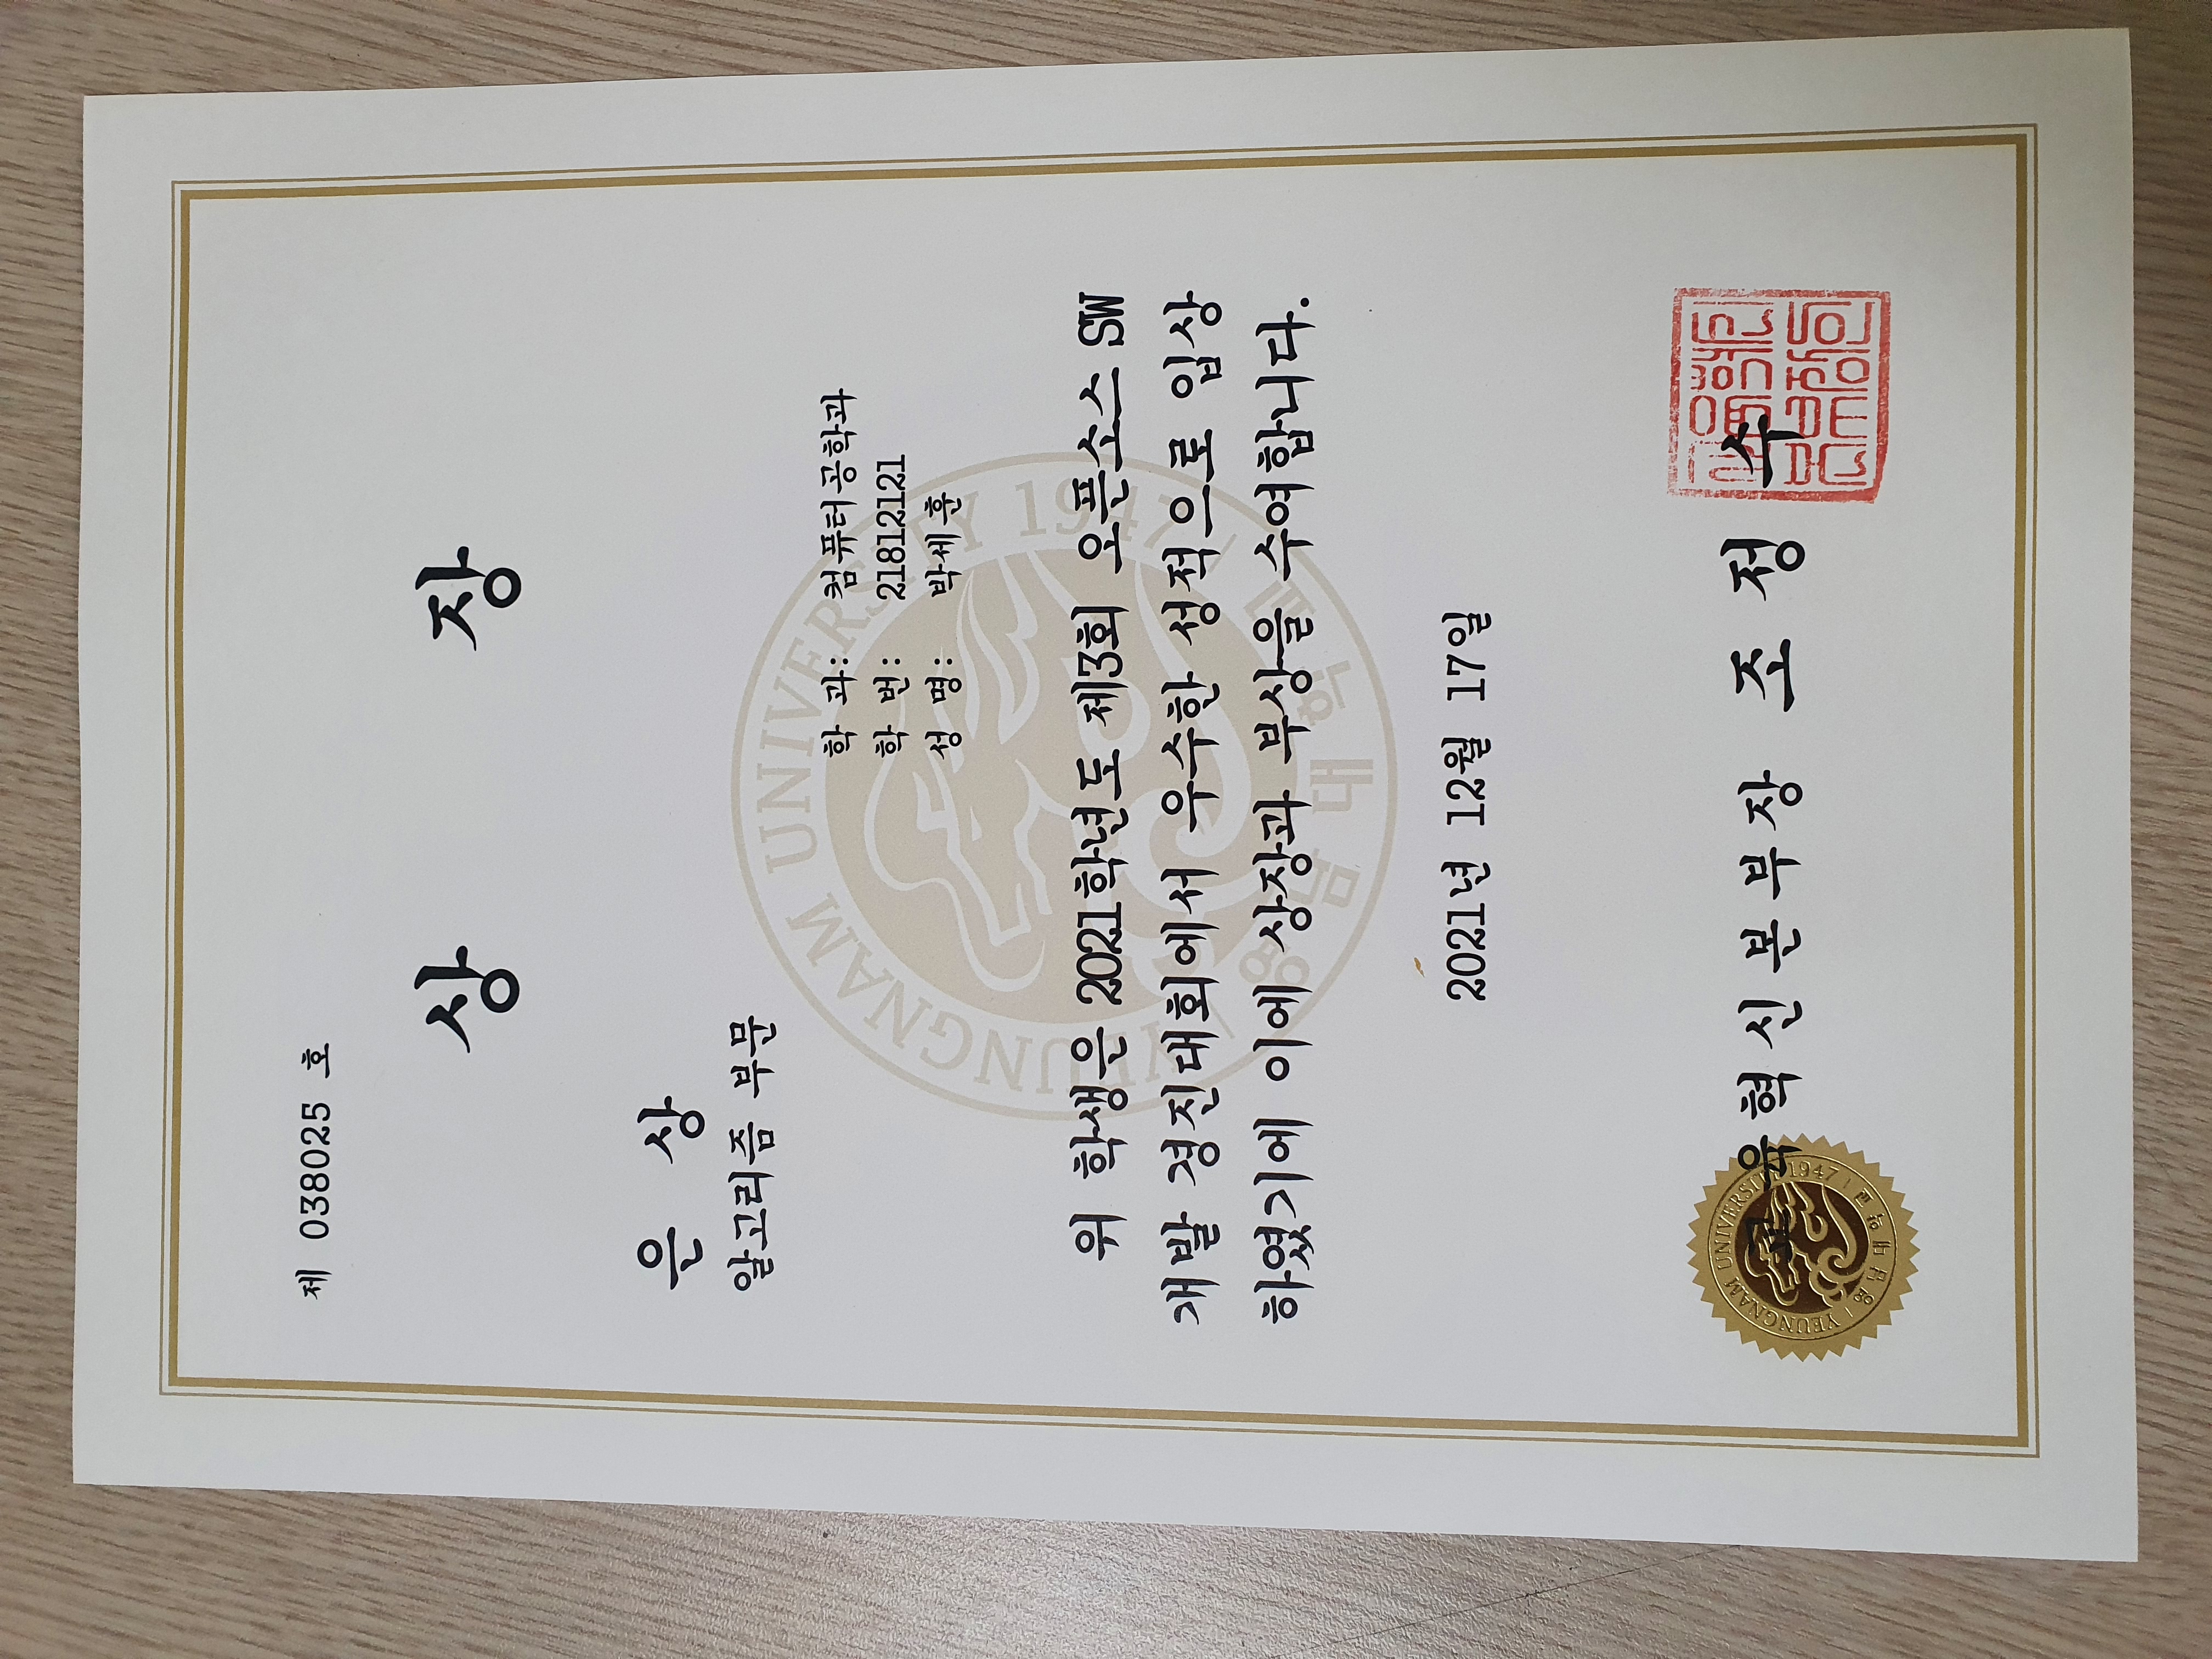 제 038025 호
상 장
은 상
알고리즘 부문
학 과: 컴퓨터공학과
학 번: 21812121
성 명: 박세훈
위 학생은 2021학년도 제3회 오픈소스 SW
개발 경진대회에서 우수한 성적으로 입상
하였기에 이에 상장과 부상을 수여합니다.
YEUNGNAM UNIVERSITY 1947
영남대학교
2021년 12월 17일
교육혁신본부장 조정수
YEUNGNAM UNIVERSITY 1947
영남대학교